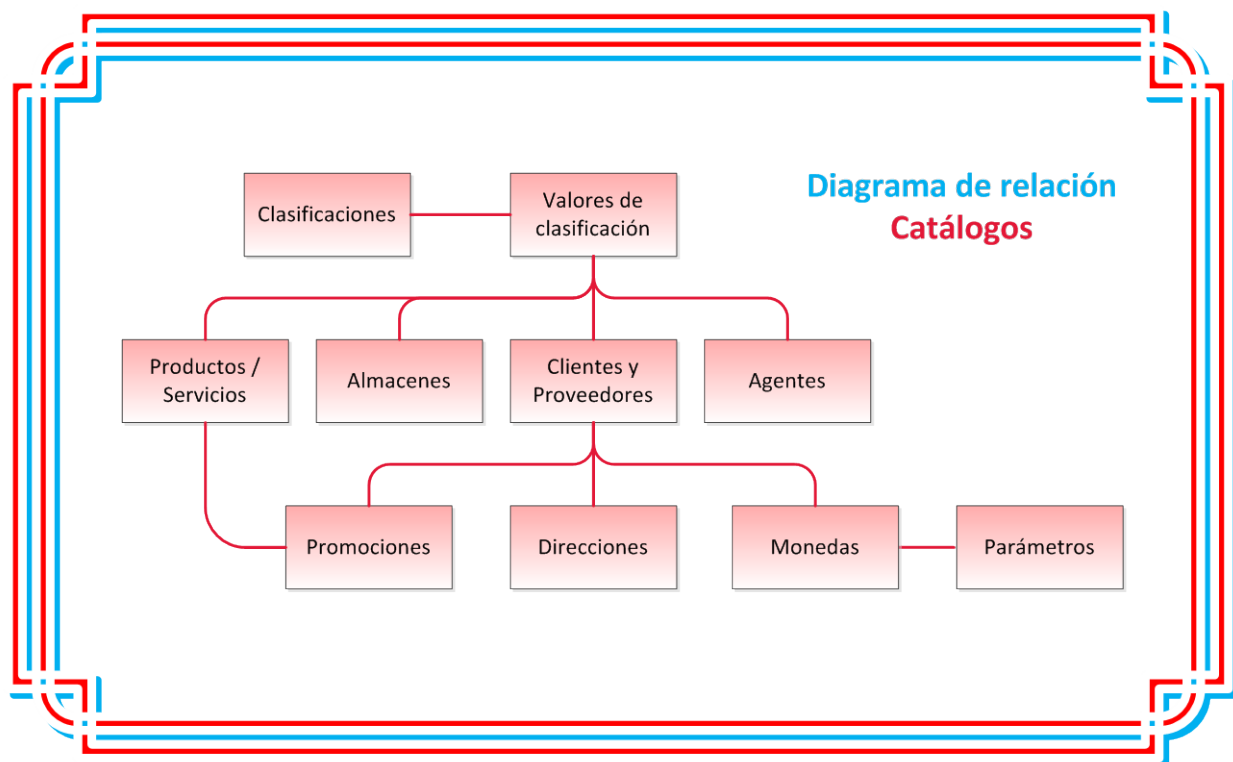 Diagrama de relación
Catálogos
Clasificaciones
Valores de
clasificación
Productos /
Servicios
Almacenes
Clientes y
Proveedores
Agentes
Promociones
Direcciones
Monedas
Parámetros